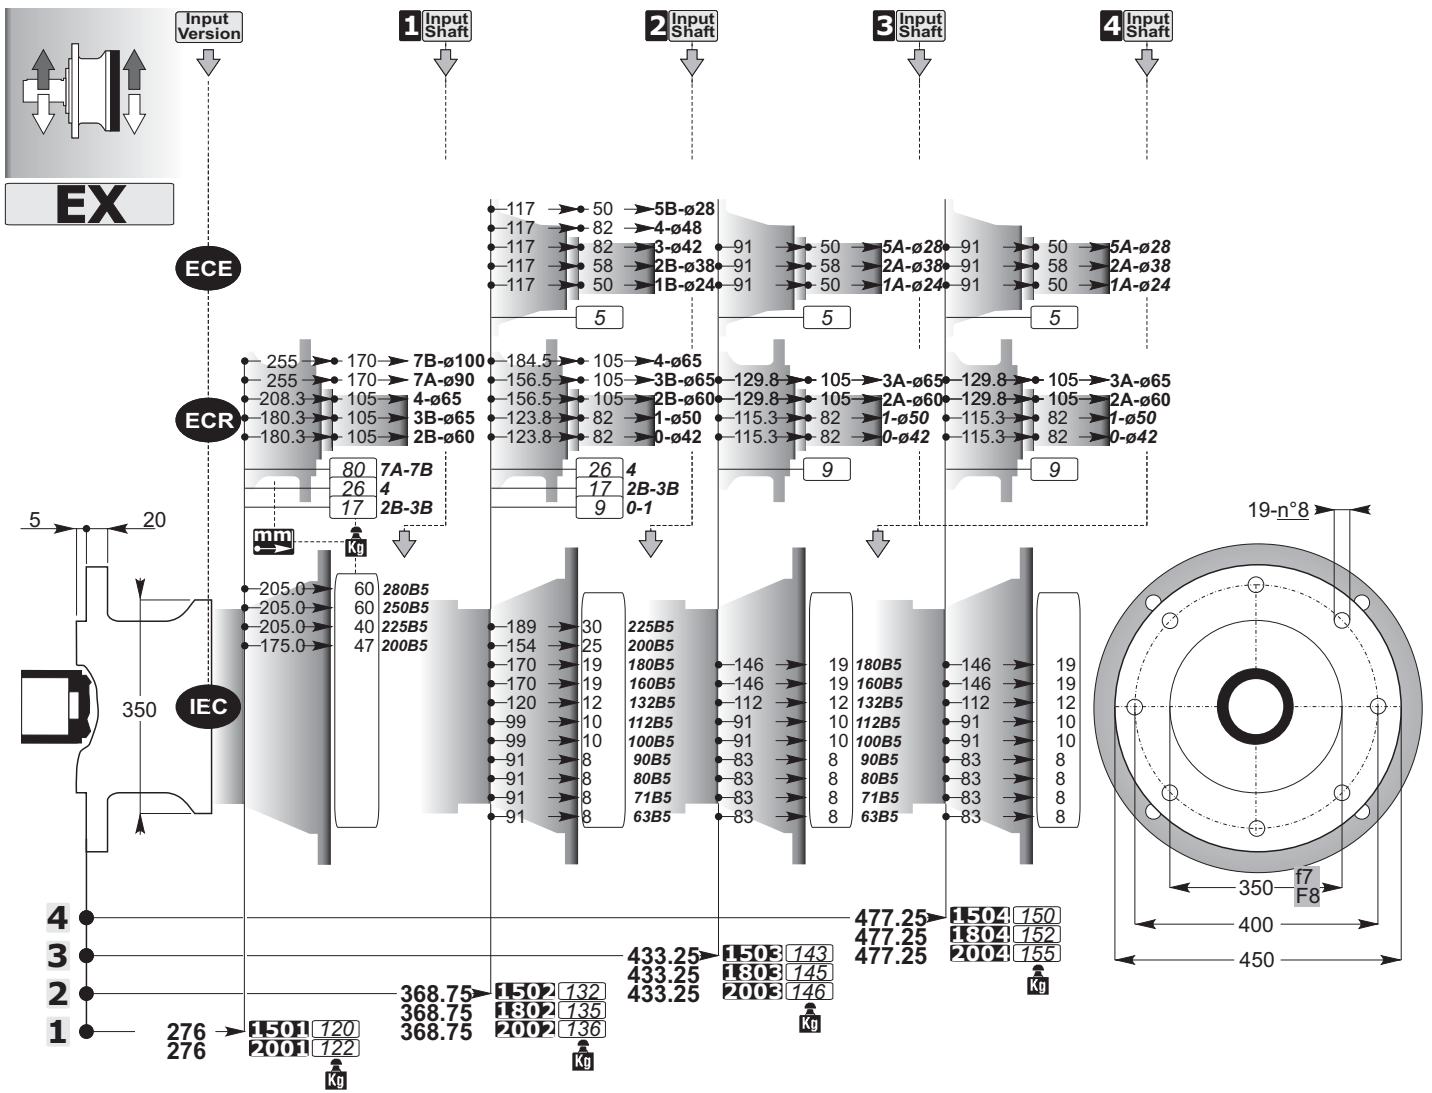 Input Version
1 Input Shaft
2 Input Shaft
3 Input Shaft
4 Input Shaft
EX
ECE
117 50 5B-ø28
117 82 4-ø48
117 82 3-ø42 91 50 5A-ø28 91 50 5A-ø28
117 58 2B-ø38 91 58 2A-ø38 91 58 2A-ø38
117 50 1B-ø24 91 50 1A-ø24 91 50 1A-ø24
5 5 5
ECR
255 170 7B-ø100 184.5 105 4-ø65
255 170 7A-ø90 156.5 105 3B-ø65 129.8 105 3A-ø65 129.8 105 3A-ø65
208.3 105 4-ø65 156.5 105 2B-ø60 129.8 105 2A-ø60 129.8 105 2A-ø60
180.3 105 3B-ø65 123.8 82 1-ø50 115.3 82 1-ø50 115.3 82 1-ø50
180.3 105 2B-ø60 123.8 82 0-ø42 115.3 82 0-ø42 115.3 82 0-ø42
80 7A-7B 26 4 9 9
26 4 17 2B-3B
17 2B-3B 9 0-1
5 20
mm Kg
19-n°8
350
IEC
205.0 60 280B5
205.0 60 250B5
205.0 40 225B5 189 30 225B5
175.0 47 200B5 154 25 200B5
170 19 180B5 146 19 180B5 146 19
170 19 160B5 146 19 160B5 146 19
120 12 132B5 112 12 132B5 112 12
99 10 112B5 91 10 112B5 91 10
99 10 100B5 91 10 100B5 91 10
91 8 90B5 83 8 90B5 83 8
91 8 80B5 83 8 80B5 83 8
91 8 71B5 83 8 71B5 83 8
91 8 63B5 83 8 63B5 83 8
350 f7 F8
400
450
4 477.25 1504 150
477.25 1804 152
477.25 2004 155
Kg
3 433.25 1503 143
433.25 1803 145
433.25 2003 146
Kg
2 368.75 1502 132
368.75 1802 135
368.75 2002 136
Kg
1 276 1501 120
276 2001 122
Kg